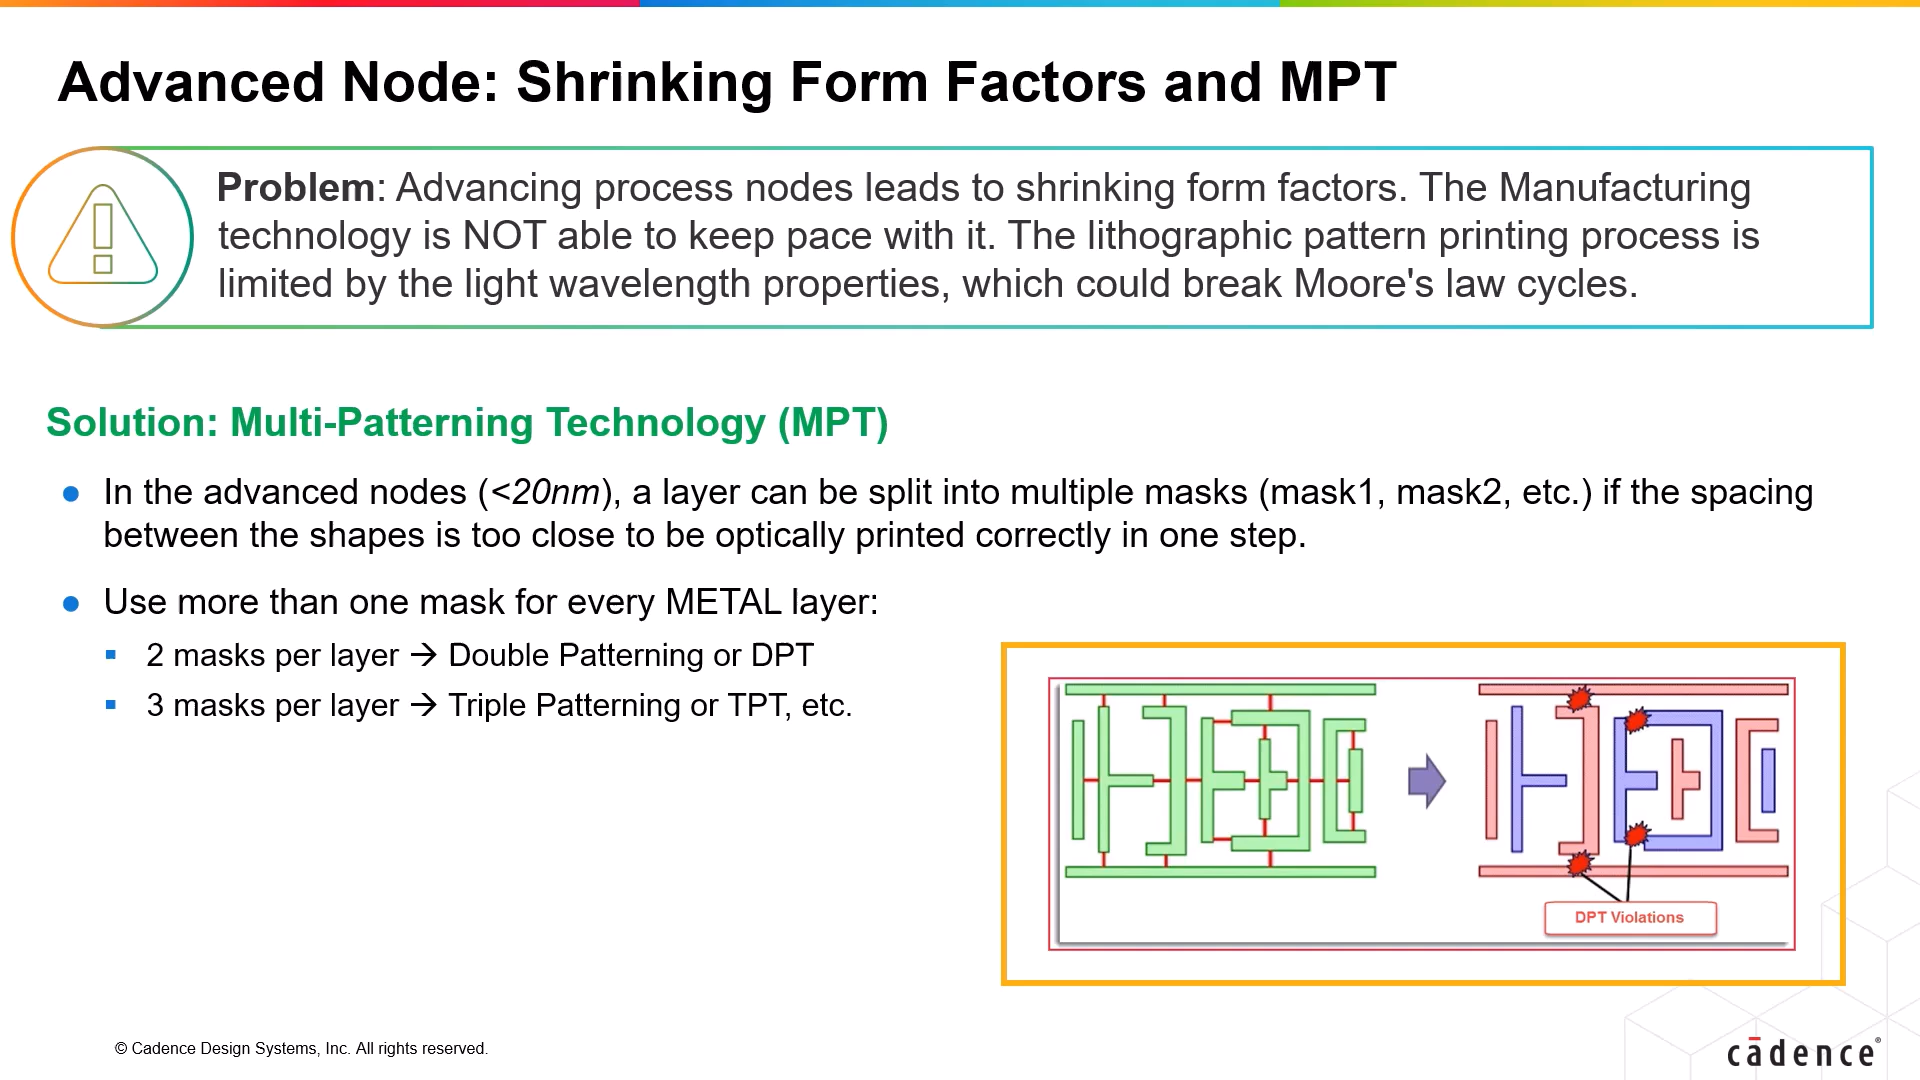 Advanced Node: Shrinking Form Factors and MPT
Problem: Advancing process nodes leads to shrinking form factors. The Manufacturing
technology is NOT able to keep pace with it. The lithographic pattern printing process is
limited by the light wavelength properties, which could break Moore's law cycles.
Solution: Multi-Patterning Technology (MPT)
● In the advanced nodes (<20nm), a layer can be split into multiple masks (mask1, mask2, etc.) if the spacing
between the shapes is too close to be optically printed correctly in one step.
● Use more than one mask for every METAL layer:
▪ 2 masks per layer → Double Patterning or DPT
▪ 3 masks per layer → Triple Patterning or TPT, etc.
DPT Violations
© Cadence Design Systems, Inc. All rights reserved.
cādence®